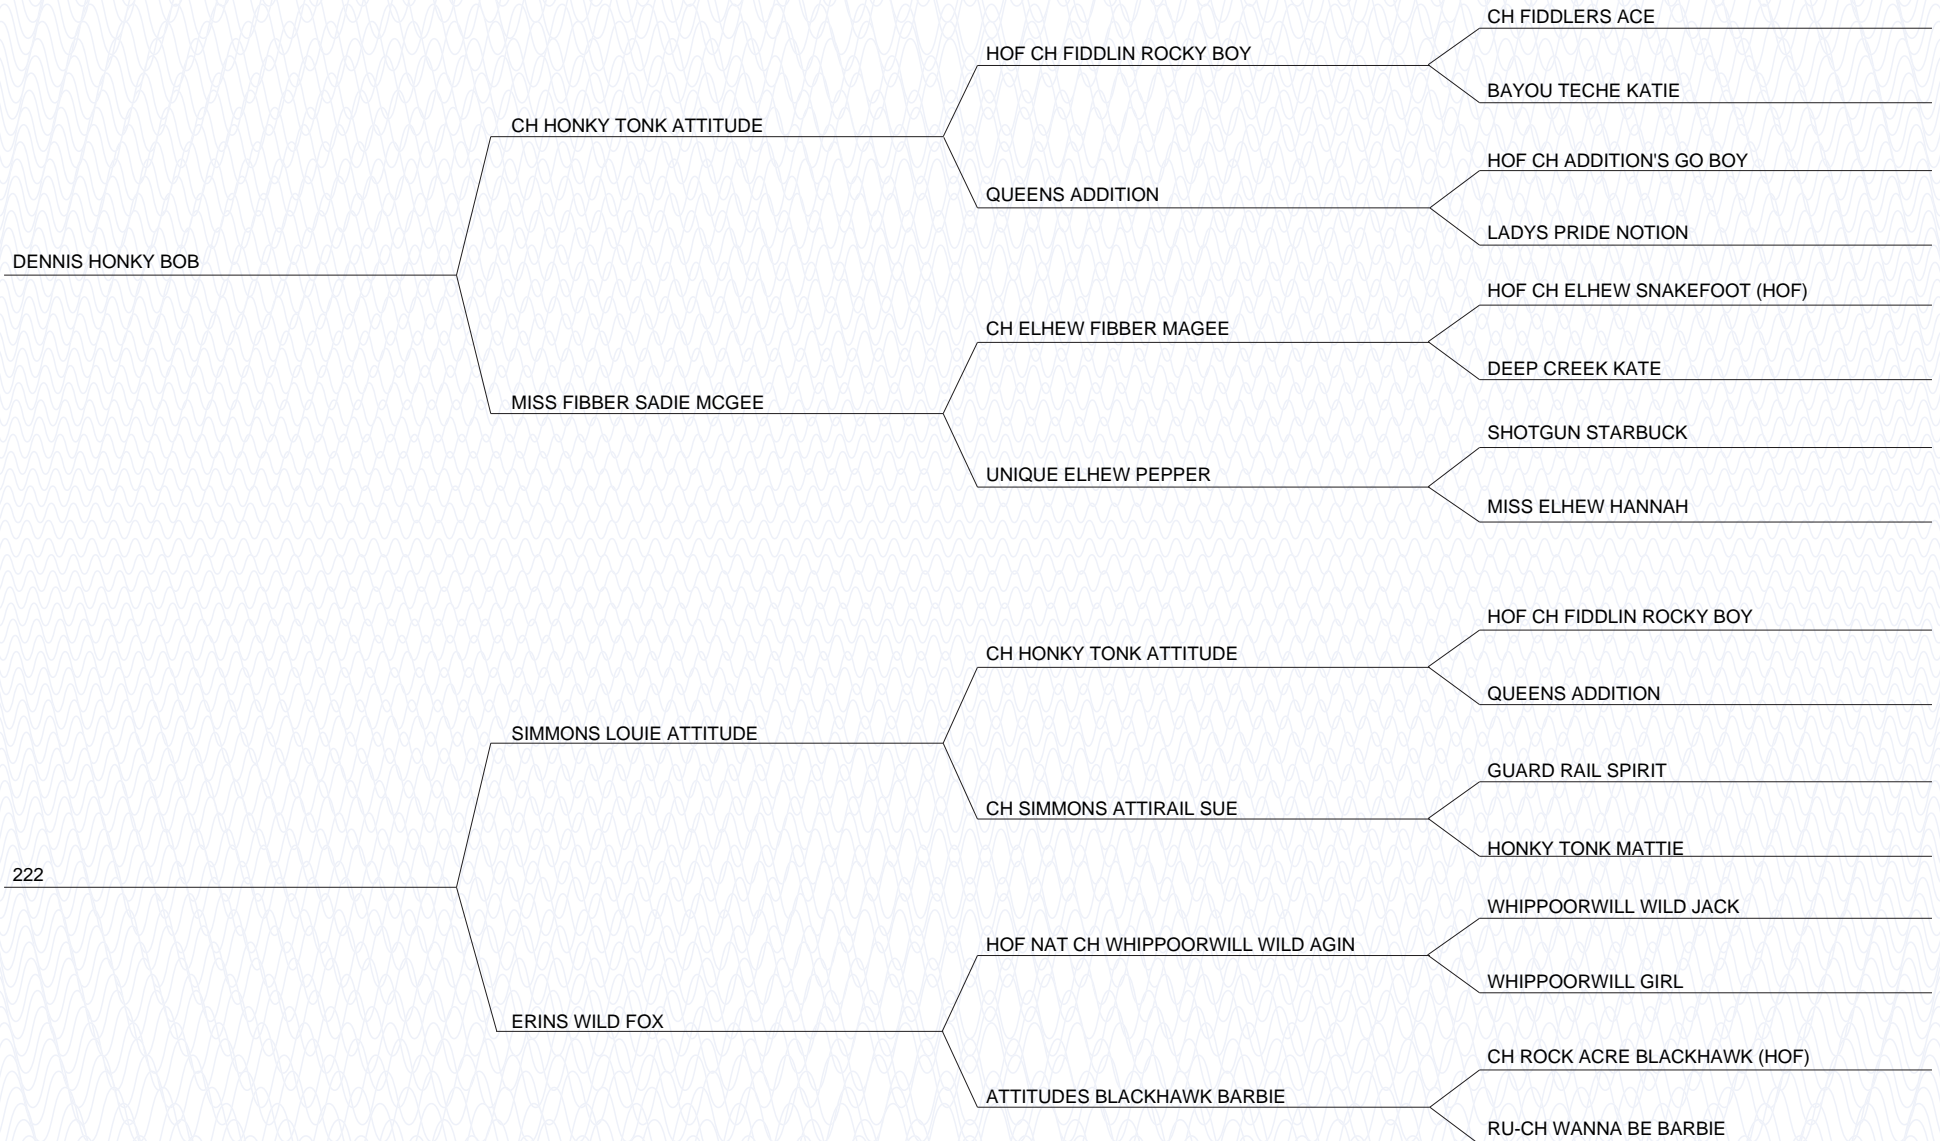 CH FIDDLERS ACE
HOF CH FIDDLIN ROCKY BOY
BAYOU TECHE KATIE
CH HONKY TONK ATTITUDE
HOF CH ADDITION'S GO BOY
QUEENS ADDITION
LADYS PRIDE NOTION
DENNIS HONKY BOB
HOF CH ELHEW SNAKEFOOT (HOF)
CH ELHEW FIBBER MAGEE
DEEP CREEK KATE
MISS FIBBER SADIE MCGEE
SHOTGUN STARBUCK
UNIQUE ELHEW PEPPER
MISS ELHEW HANNAH
HOF CH FIDDLIN ROCKY BOY
CH HONKY TONK ATTITUDE
QUEENS ADDITION
SIMMONS LOUIE ATTITUDE
GUARD RAIL SPIRIT
CH SIMMONS ATTIRAIL SUE
HONKY TONK MATTIE
222
WHIPPOORWILL WILD JACK
HOF NAT CH WHIPPOORWILL WILD AGIN
WHIPPOORWILL GIRL
ERINS WILD FOX
CH ROCK ACRE BLACKHAWK (HOF)
ATTITUDES BLACKHAWK BARBIE
RU-CH WANNA BE BARBIE